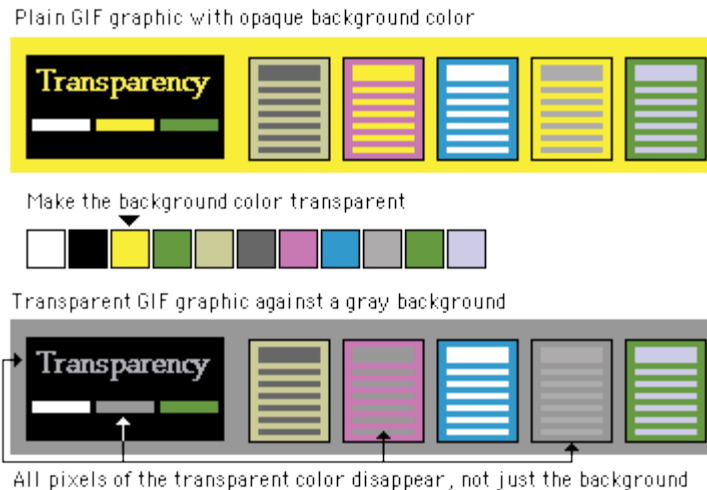 Plain GIF graphic with opaque background color
Transparency
Make the background color transparent
Transparent GIF graphic against a gray background
Transparency
All pixels of the transparent color disappear, not just the background